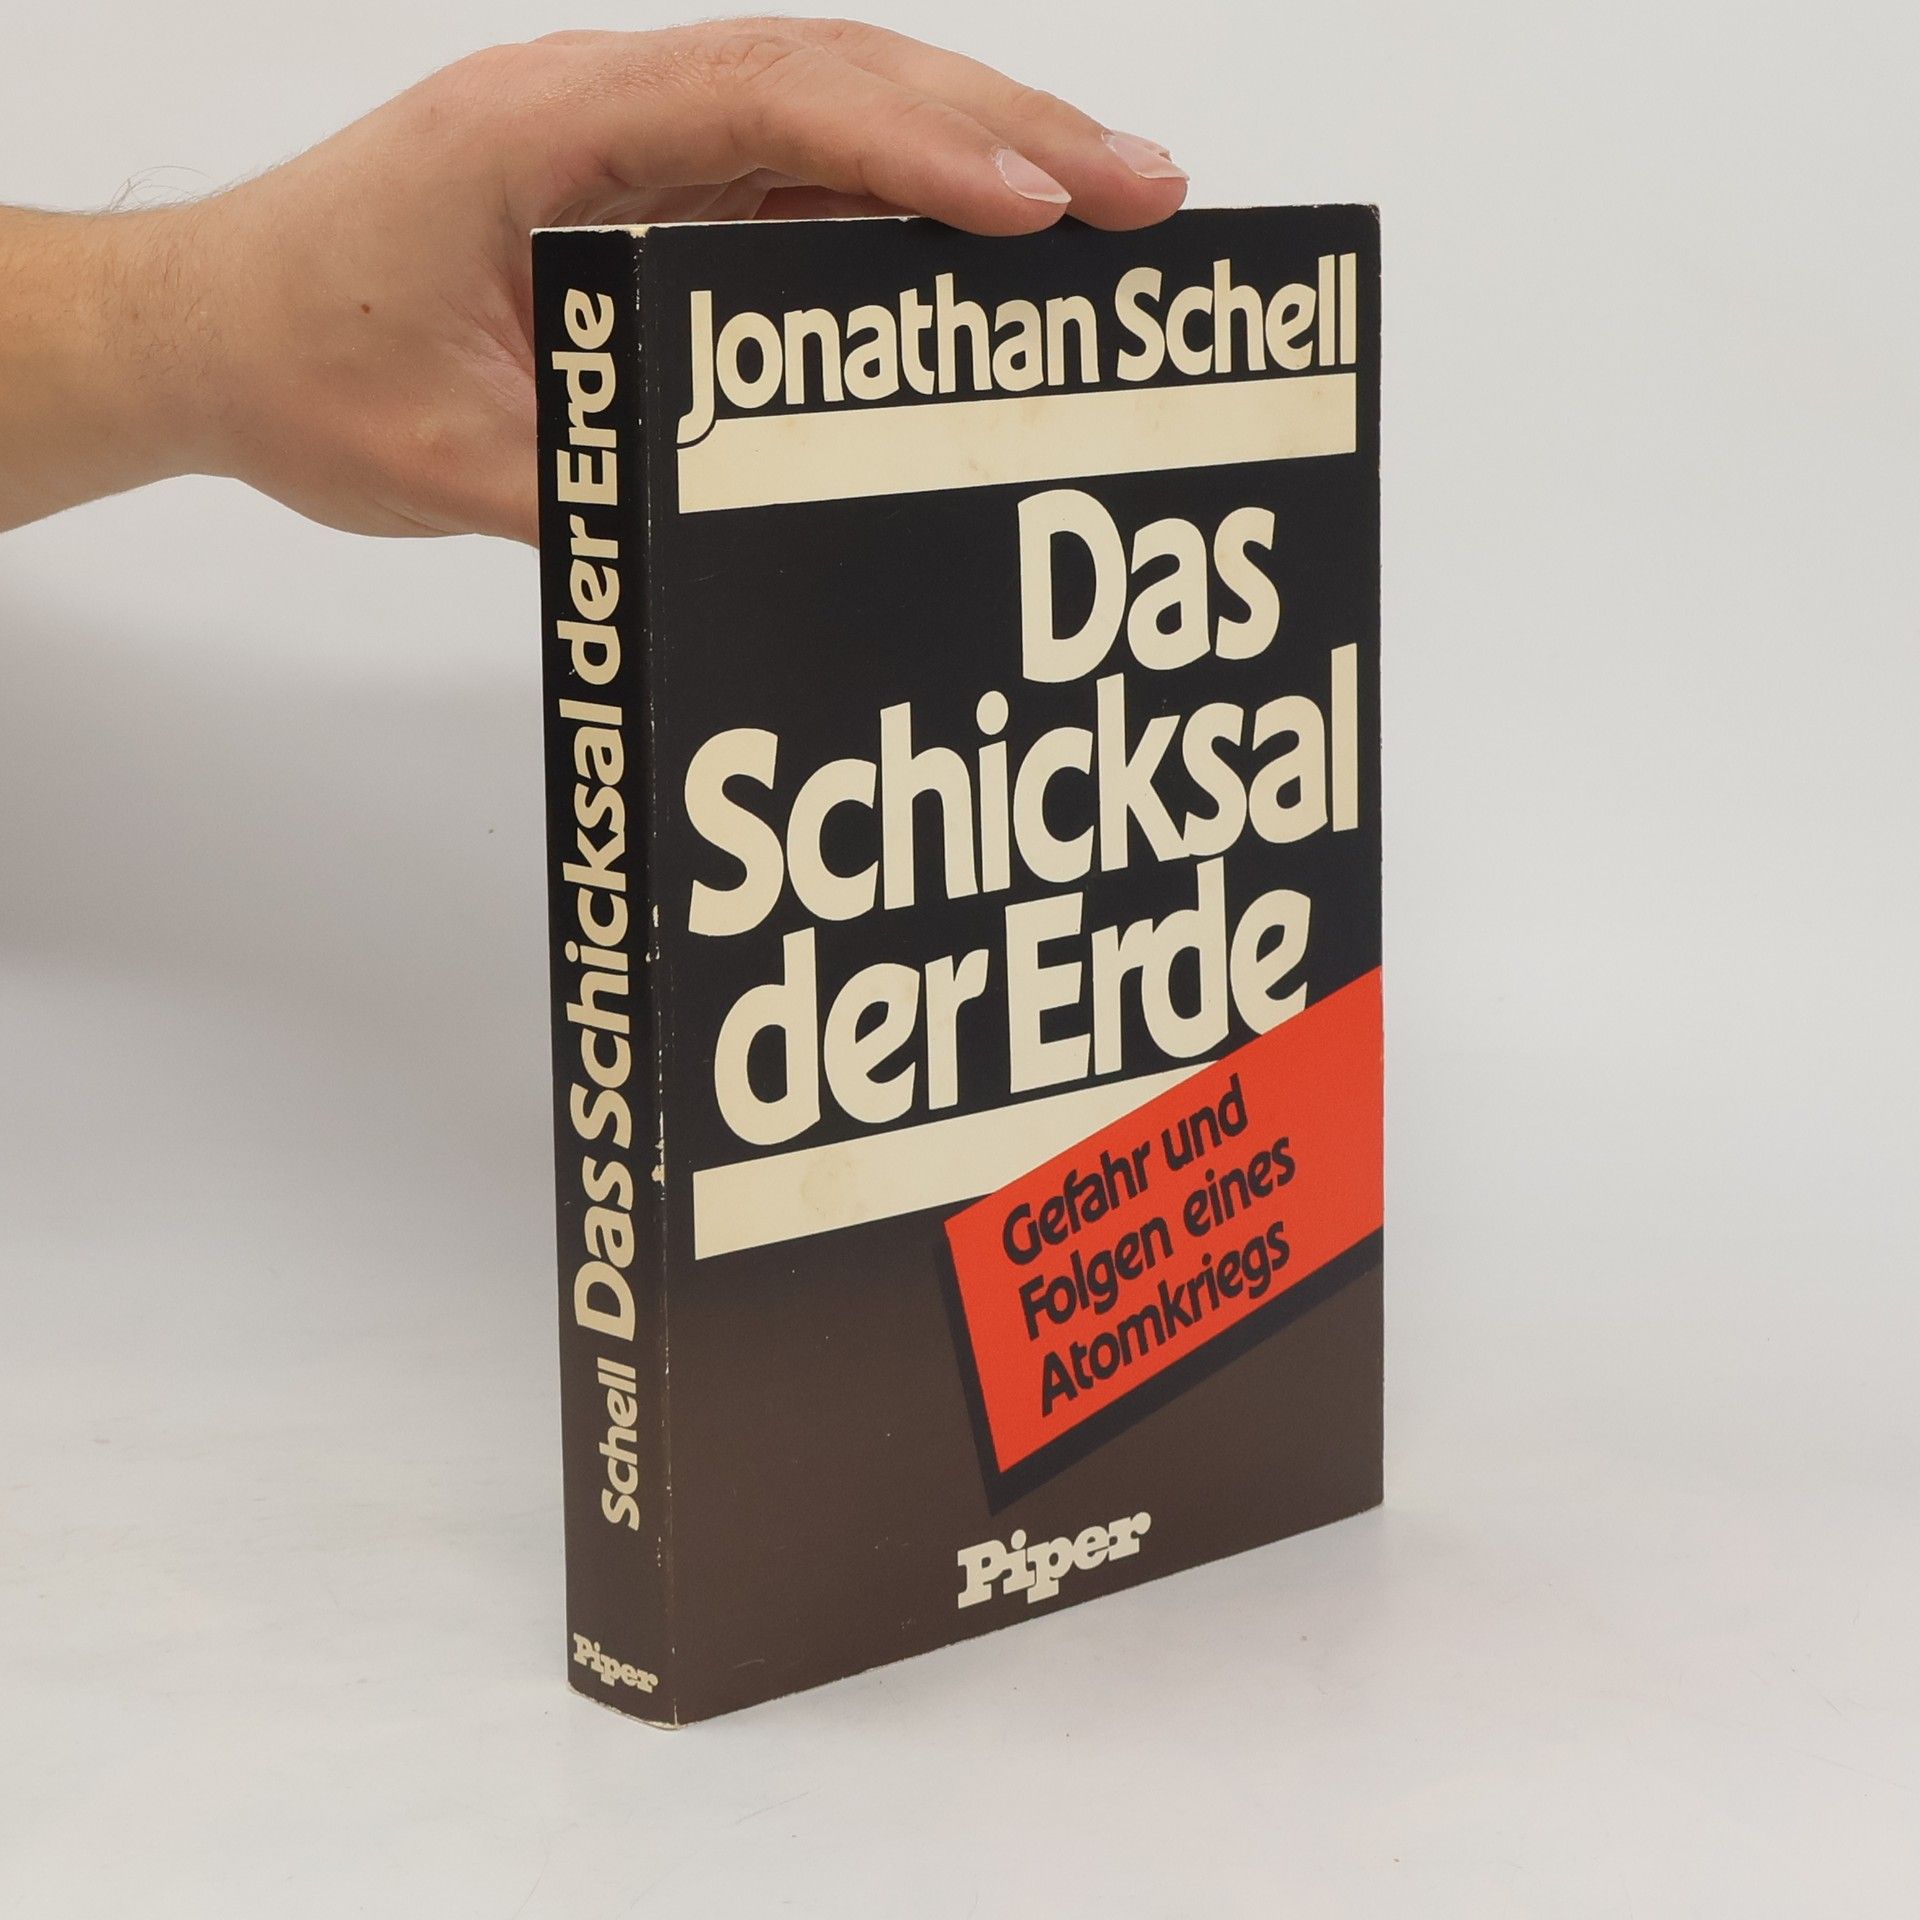 Jonathan Schell
Das
Schicksal
der Erde
Gefahr und
Folgen eines
Atomkriegs
Piper
Schell Das Schicksal der Erde
Piper